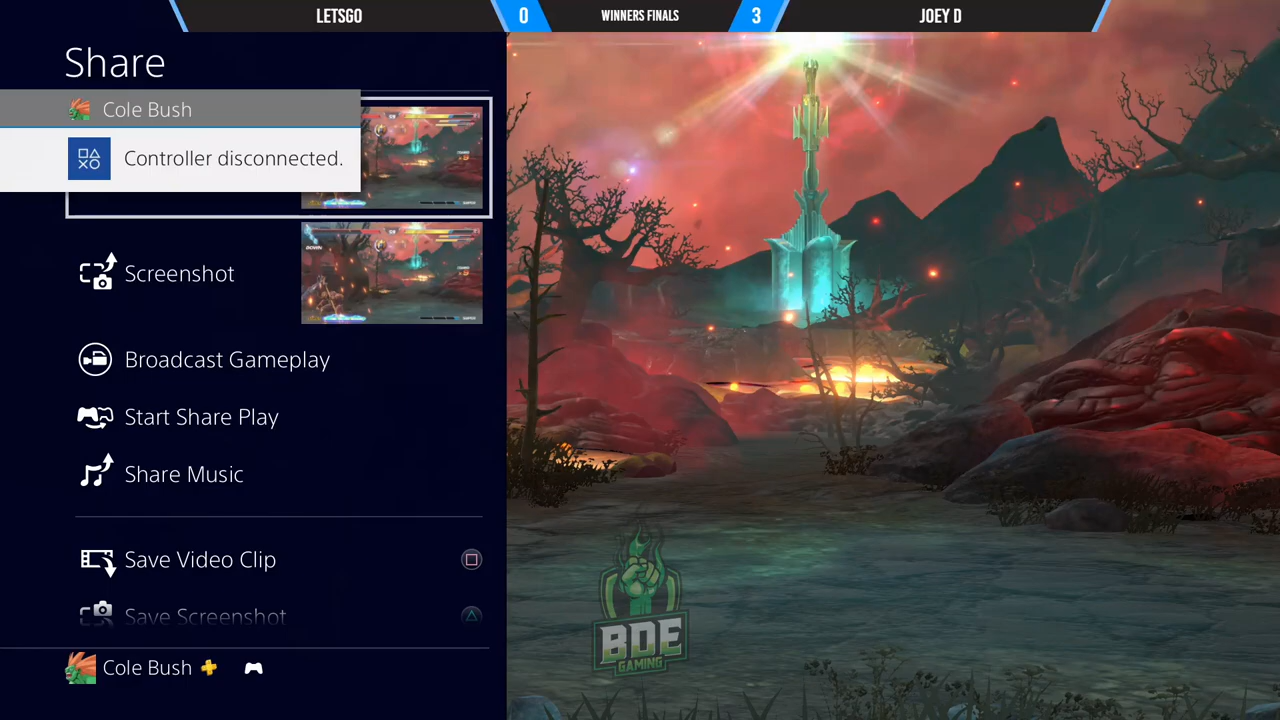 LETSGO
0
WINNERS FINALS
3
JOEY D
Share
Cole Bush
Controller disconnected.
DOWN
Screenshot
Broadcast Gameplay
Start Share Play
Share Music
Save Video Clip
Save Screenshot
Cole Bush
BDE
GAMING